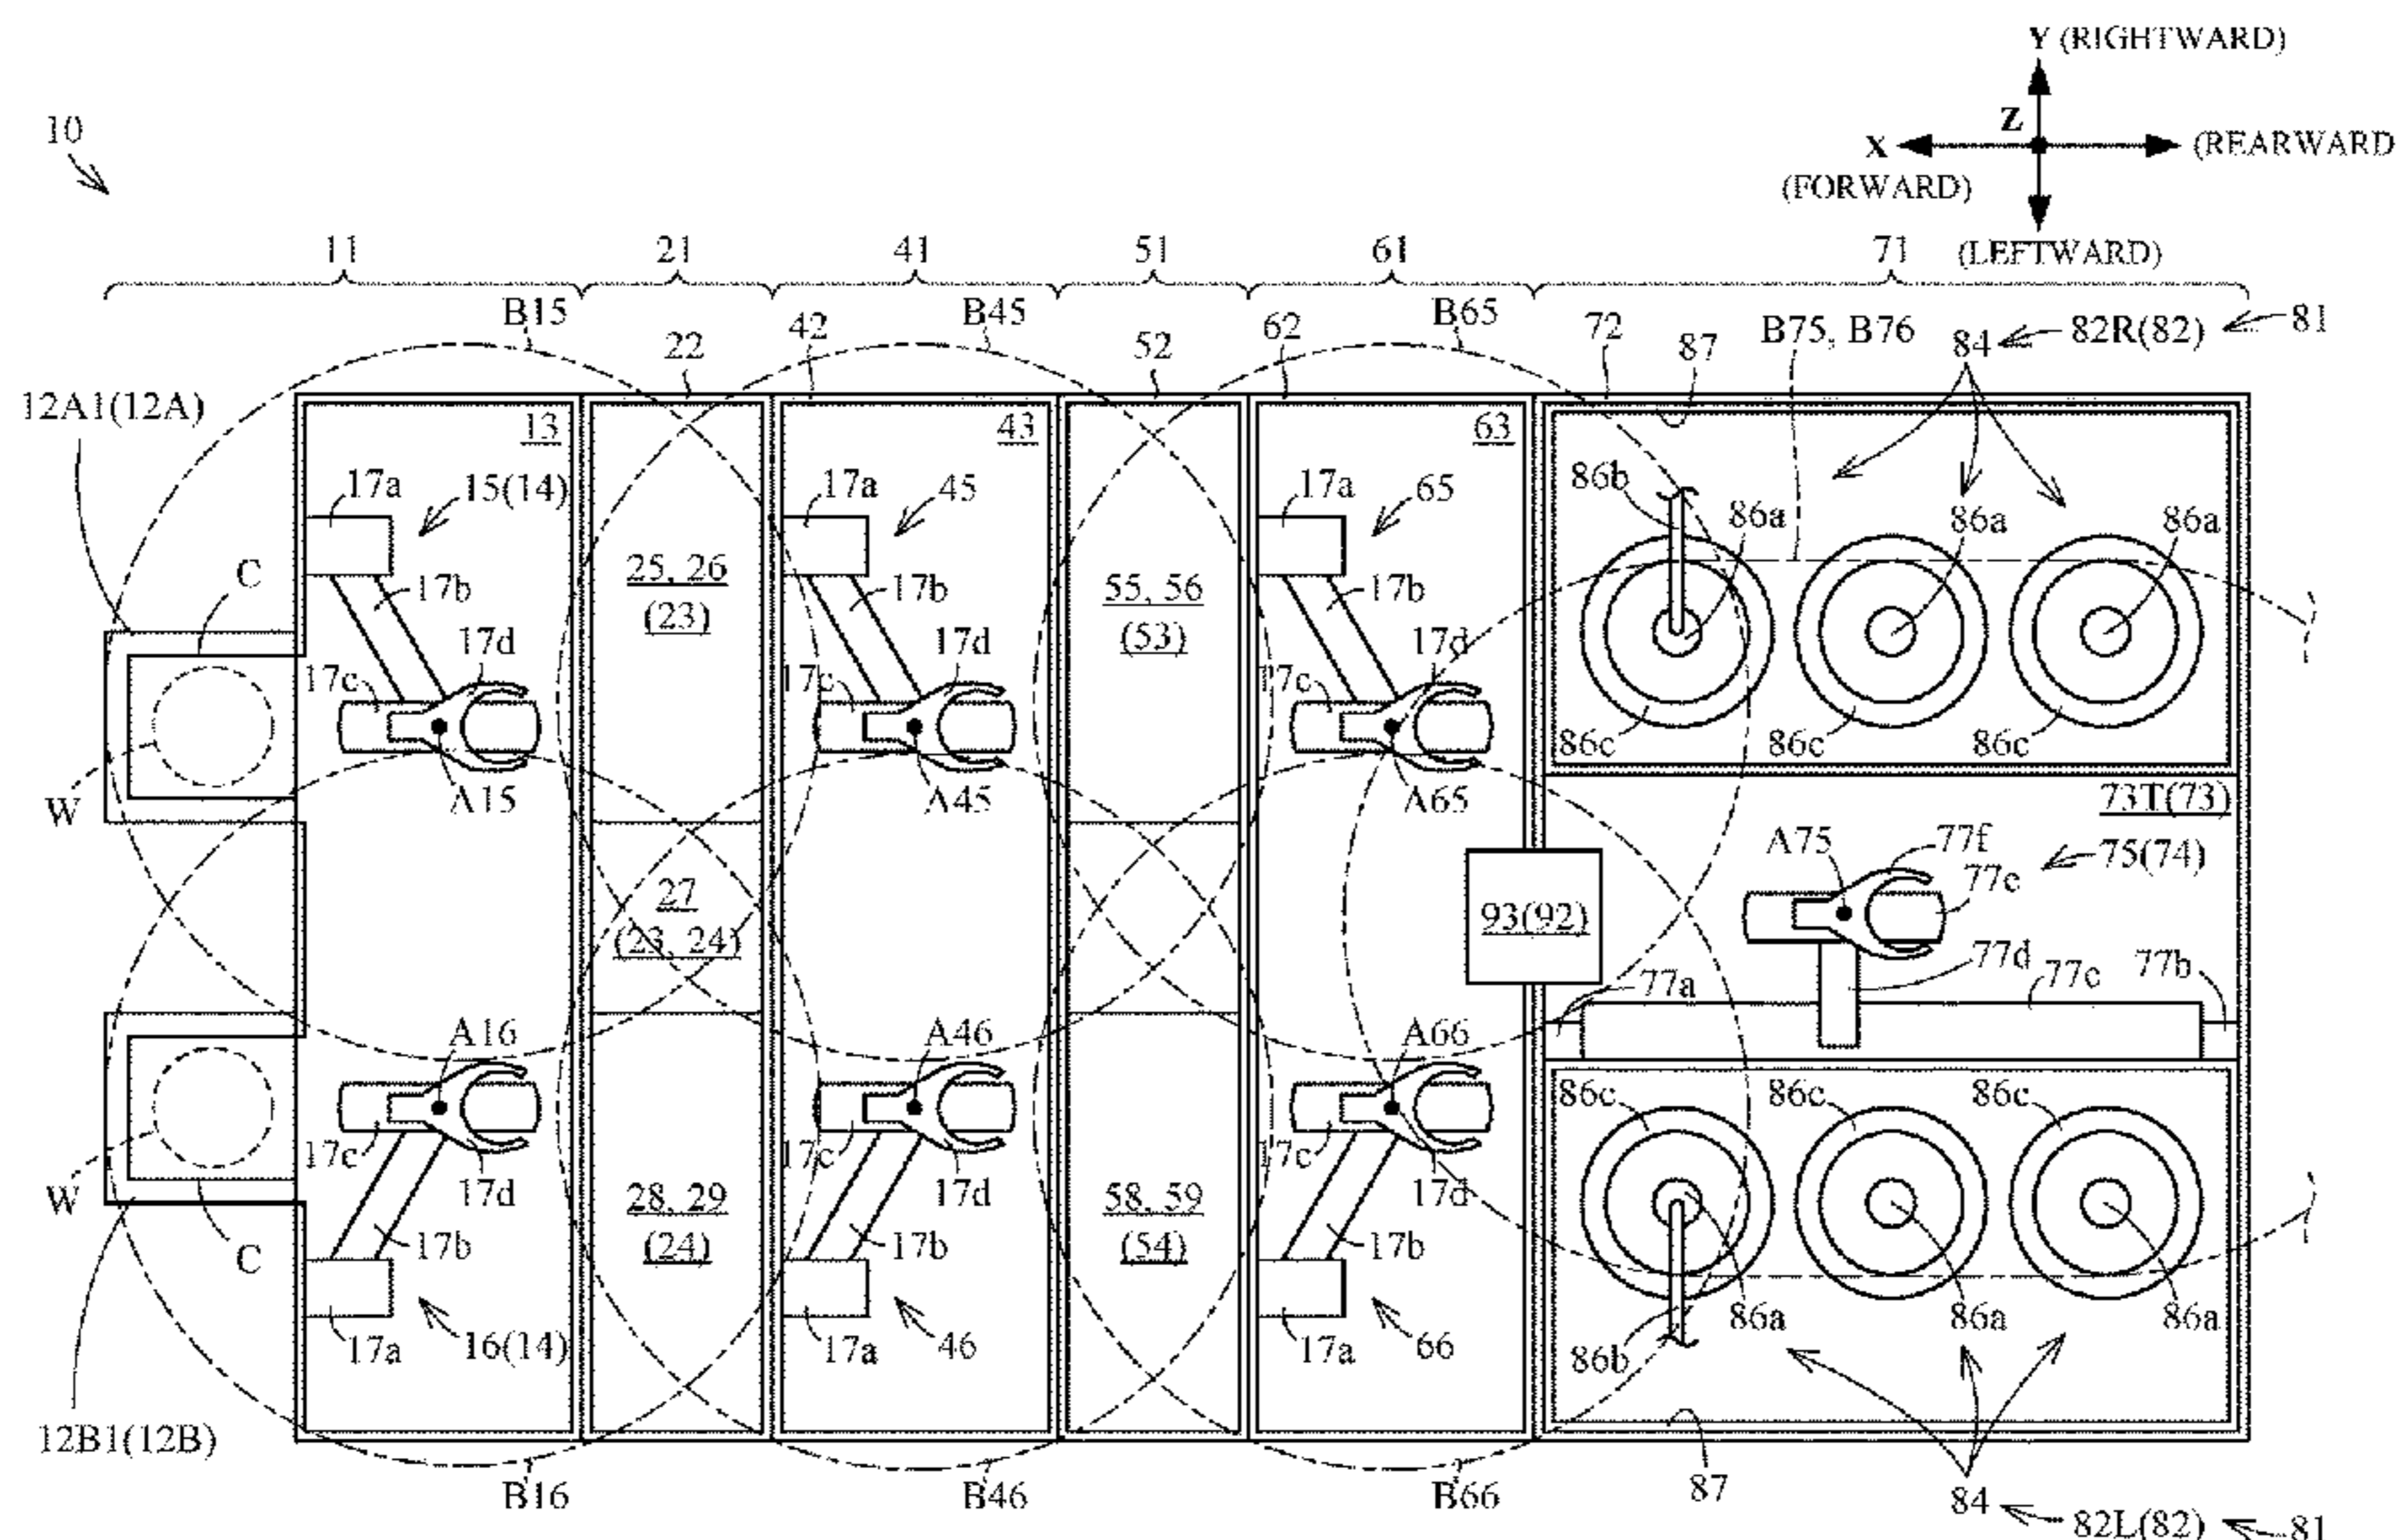 Y (RIGHTWARD)
10
Z
X
(REARWARD
(FORWARD)
(LEFTWARD)
11
21
41
51
61
71
B15
B45
B65
B75, B76
82R(82)
81
22
42
52
62
72
87
84
12A1(12A)
13
43
63
17a
15(14)
17a
45
17a
65
86b
86a
86a
86a
C
17b
25, 26
(23)
17b
55, 56
(53)
17b
17d
17d
17d
17c
17c
17c
86c
86c
86c
W
A15
A45
A65
73T(73)
A75
77f
75(74)
77e
27
(23, 24)
93(92)
77d
77a
77c
77b
A16
A46
A66
86c
86c
86c
17c
17d
17c
17d
17c
17d
W
28, 29
(24)
58, 59
(54)
C
17b
17b
17b
17a
16(14)
17a
46
17a
66
86b
86a
86a
86a
12B1(12B)
B16
B46
B66
87
84
82L(82)
81